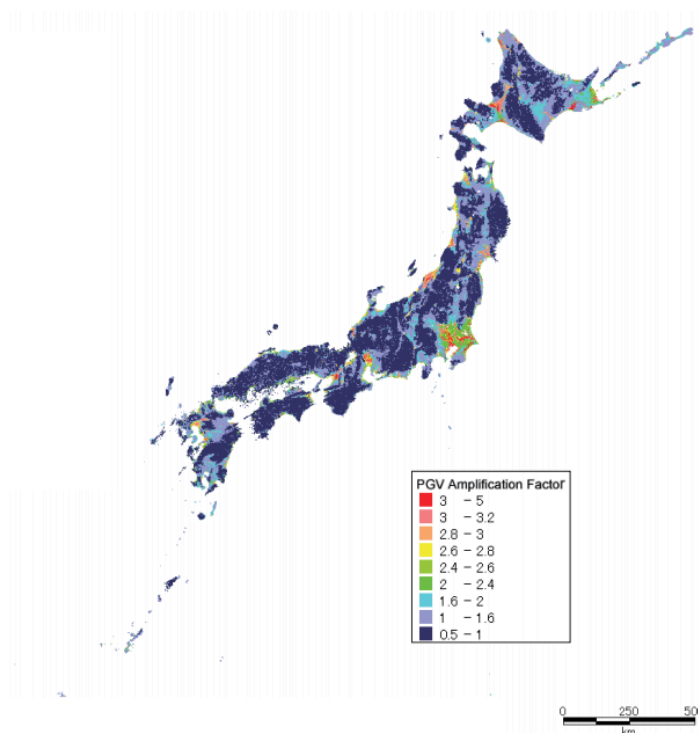 PGV Amplification Factor
3 – 5
3 – 3.2
2.8 – 3
2.6 – 2.8
2.4 – 2.6
2 – 2.4
1.6 – 2
1 – 1.6
0.5 – 1
0 250 500
km